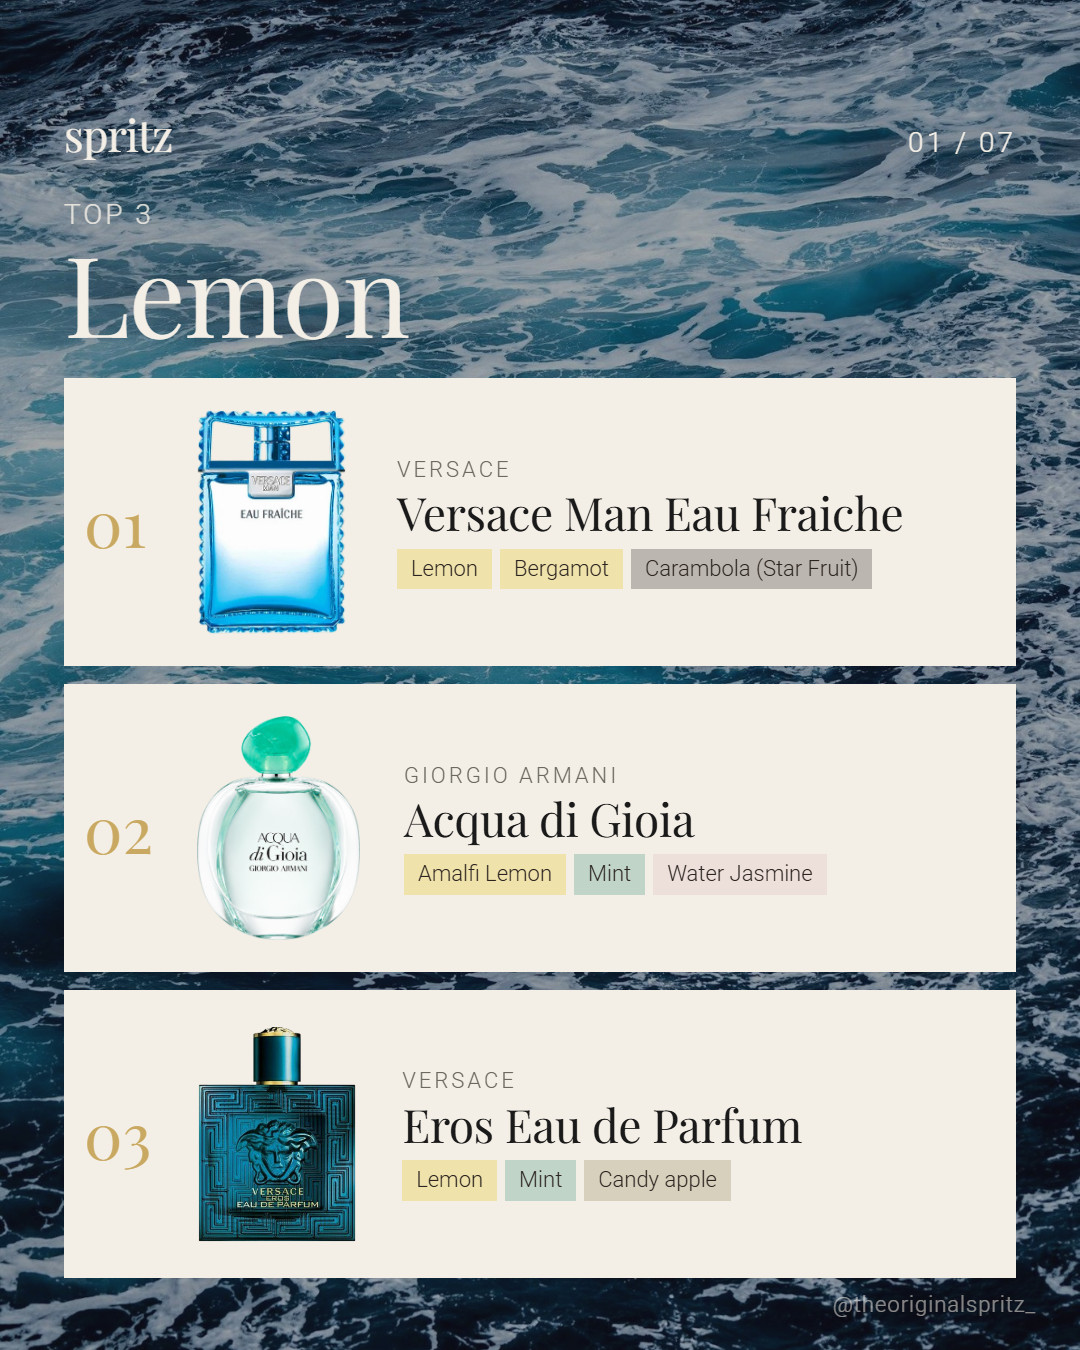 spritz
01 / 07
TOP 3
Lemon
01
VERSACE
EAU FRAÎCHE
VERSACE
Versace Man Eau Fraiche
Lemon
Bergamot
Carambola (Star Fruit)
02
ACQUA
di Gioia
GIORGIO ARMANI
GIORGIO ARMANI
Acqua di Gioia
Amalfi Lemon
Mint
Water Jasmine
03
VERSACE
EROS
EAU DE PARFUM
VERSACE
Eros Eau de Parfum
Lemon
Mint
Candy apple
@theoriginalspritz_